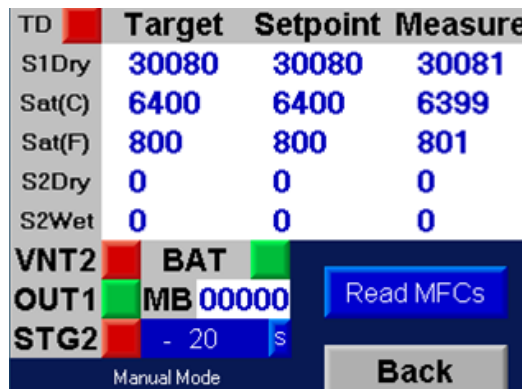 TD Target Setpoint Measure
S1Dry 30080 30080 30081
Sat(C) 6400 6400 6399
Sat(F) 800 800 801
S2Dry 0 0 0
S2Wet 0 0 0
VNT2 BAT
OUT1 MB 00000 Read MFCs
STG2 - 20 s
Manual Mode Back